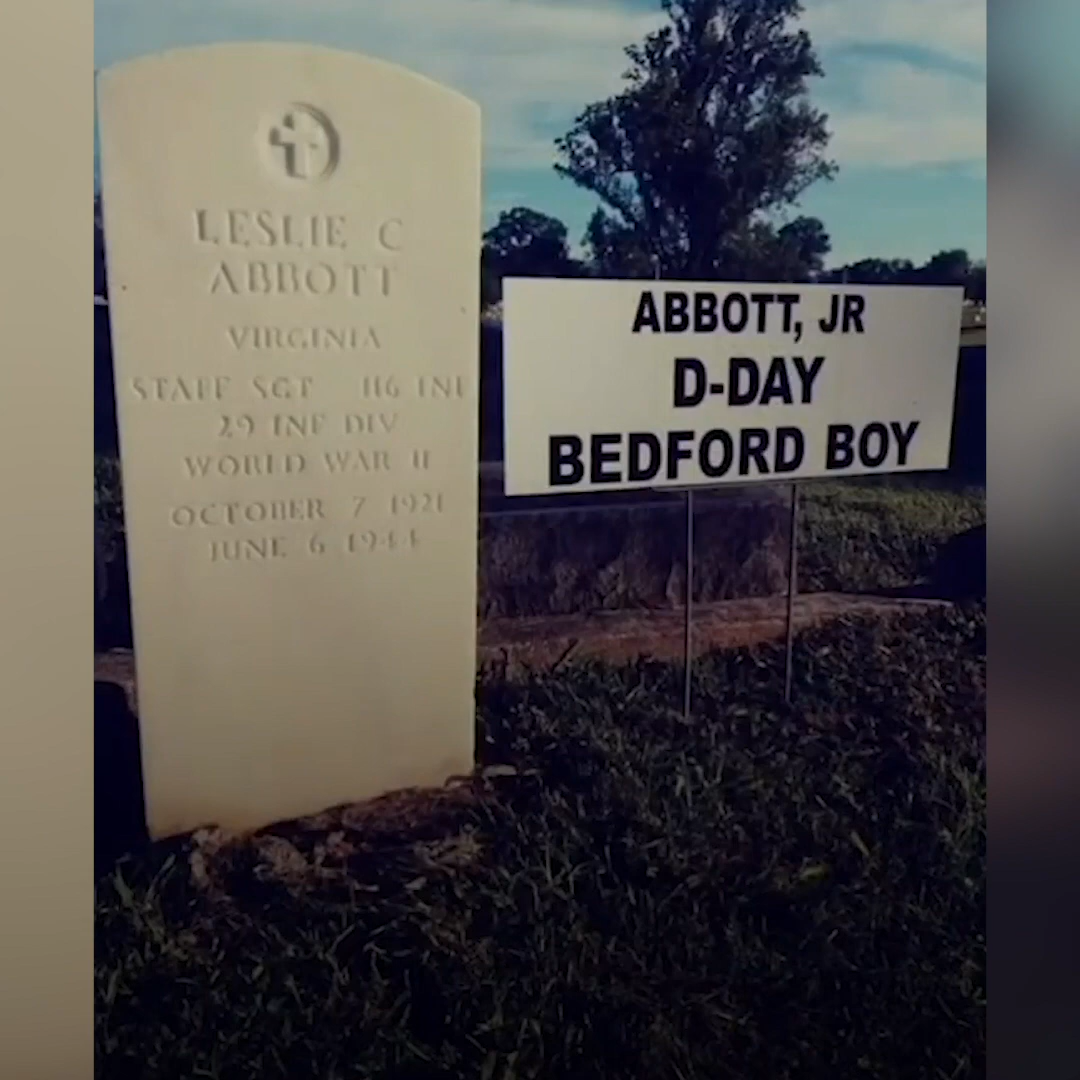 LESLIE C
ABBOTT
VIRGINIA
STAFF SGT 116 INF
29 INF DIV
WORLD WAR II
OCTOBER 7 1921
JUNE 6 1944
ABBOTT, JR
D-DAY
BEDFORD BOY